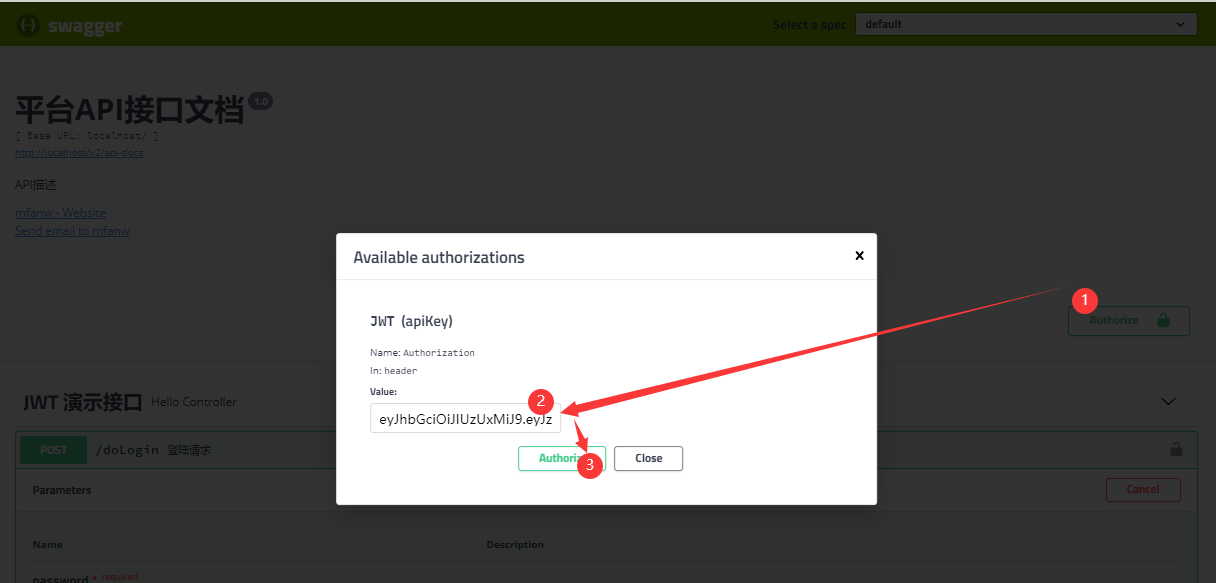 swagger
Select a spec default
平台API接口文档 1.0
[ Base URL: localhost/ ]
http://localhost/v2/api-docs
API描述
mfanw - Website
Send email to mfanw
Available authorizations
1
Authorize
JWT (apiKey)
Name: Authorization
In: header
Value:
2
eyJhbGciOiJIUzUxMiJ9.eyJz
JWT 演示接口 Hello Controller
POST /doLogin 登陆请求
Authoriz
3
Close
Parameters
Cancel
Name Description
password * required